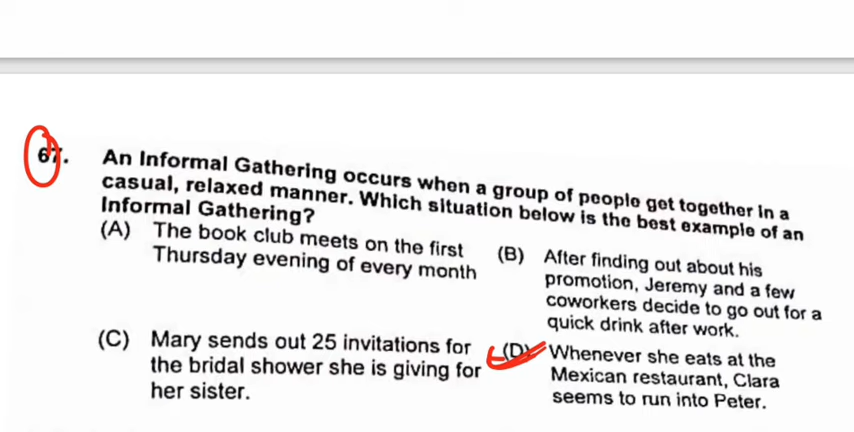 67. An Informal Gathering occurs when a group of people get together in a
casual, relaxed manner. Which situation below is the best example of an
Informal Gathering?
(A) The book club meets on the first
Thursday evening of every month
(B) After finding out about his
promotion, Jeremy and a few
coworkers decide to go out for a
quick drink after work.
(C) Mary sends out 25 invitations for
the bridal shower she is giving for
her sister.
(D) Whenever she eats at the
Mexican restaurant, Clara
seems to run into Peter.